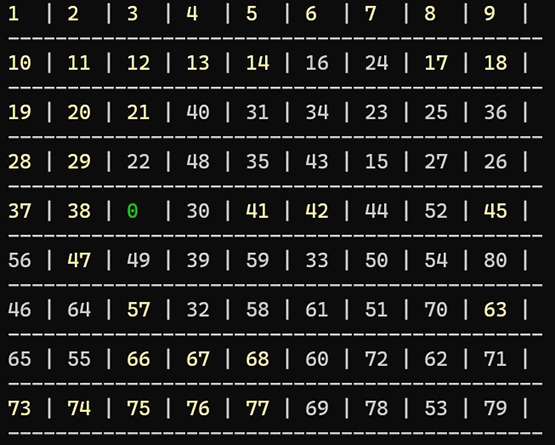 1 | 2 | 3 | 4 | 5 | 6 | 7 | 8 | 9 |
10 | 11 | 12 | 13 | 14 | 16 | 24 | 17 | 18 |
19 | 20 | 21 | 40 | 31 | 34 | 23 | 25 | 36 |
28 | 29 | 22 | 48 | 35 | 43 | 15 | 27 | 26 |
37 | 38 | 0 | 30 | 41 | 42 | 44 | 52 | 45 |
56 | 47 | 49 | 39 | 59 | 33 | 50 | 54 | 80 |
46 | 64 | 57 | 32 | 58 | 61 | 51 | 70 | 63 |
65 | 55 | 66 | 67 | 68 | 60 | 72 | 62 | 71 |
73 | 74 | 75 | 76 | 77 | 69 | 78 | 53 | 79 |